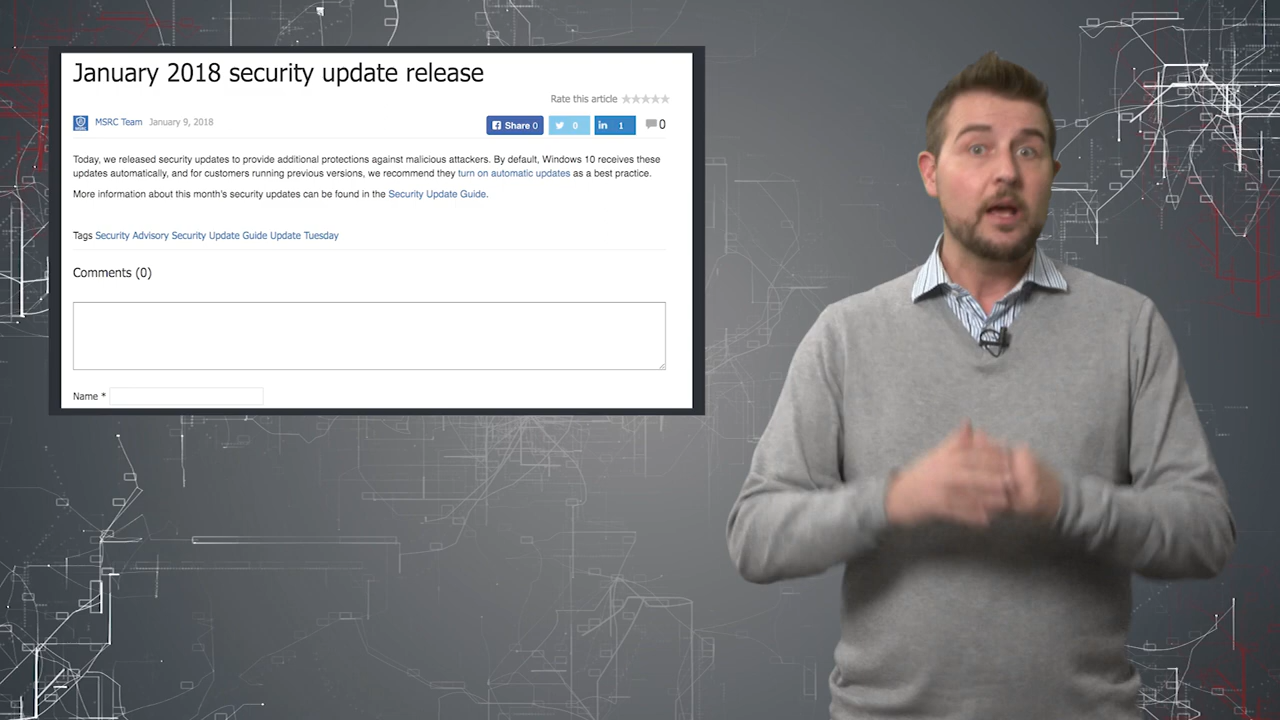 January 2018 security update release
Rate this article
MSRC Team January 9, 2018
Share 0 0 1 0
Today, we released security updates to provide additional protections against malicious attackers. By default, Windows 10 receives these
updates automatically, and for customers running previous versions, we recommend they turn on automatic updates as a best practice.
More information about this month's security updates can be found in the Security Update Guide.
Tags Security Advisory Security Update Guide Update Tuesday
Comments (0)
Name *